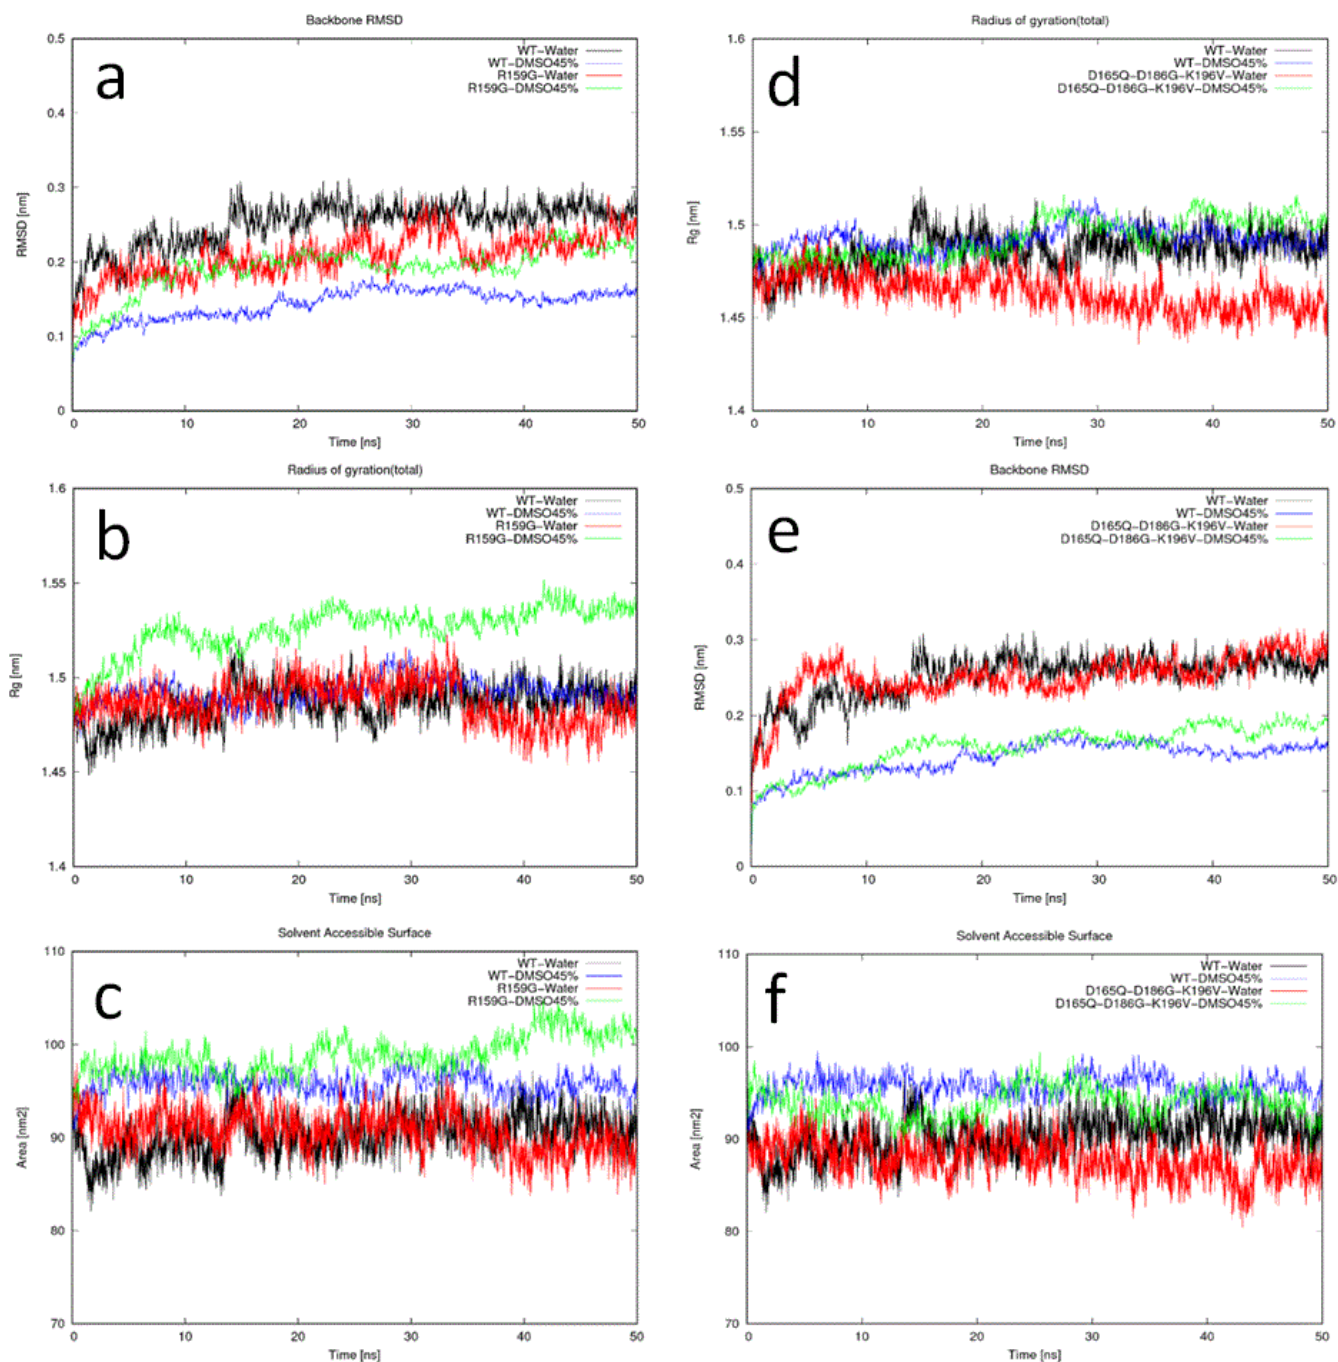 Backbone RMSD
a
WT-Water
WT-DMSO45%
R159G-Water
R159G-DMSO45%
0.5
0.4
0.3
0.2
0.1
0
RMSD [nm]
0 10 20 30 40 50
Time [ns]
Radius of gyration(total)
d
WT-Water
WT-DMSO45%
D165Q-D186G-K196V-Water
D165Q-D186G-K196V-DMSO45%
1.6
1.55
1.5
1.45
1.4
Rg [nm]
0 10 20 30 40 50
Time [ns]
Radius of gyration(total)
b
WT-Water
WT-DMSO45%
R159G-Water
R159G-DMSO45%
1.6
1.55
1.5
1.45
1.4
Rg [nm]
0 10 20 30 40 50
Time [ns]
Backbone RMSD
e
WT-Water
WT-DMSO45%
D165Q-D186G-K196V-Water
D165Q-D186G-K196V-DMSO45%
0.5
0.4
0.3
0.2
0.1
0
RMSD [nm]
0 10 20 30 40 50
Time [ns]
Solvent Accessible Surface
c
WT-Water
WT-DMSO45%
R159G-Water
R159G-DMSO45%
110
100
90
80
70
Area [nm2]
0 10 20 30 40 50
Time [ns]
Solvent Accessible Surface
f
WT-Water
WT-DMSO45%
D165Q-D186G-K196V-Water
D165Q-D186G-K196V-DMSO45%
110
100
90
80
70
Area [nm2]
0 10 20 30 40 50
Time [ns]